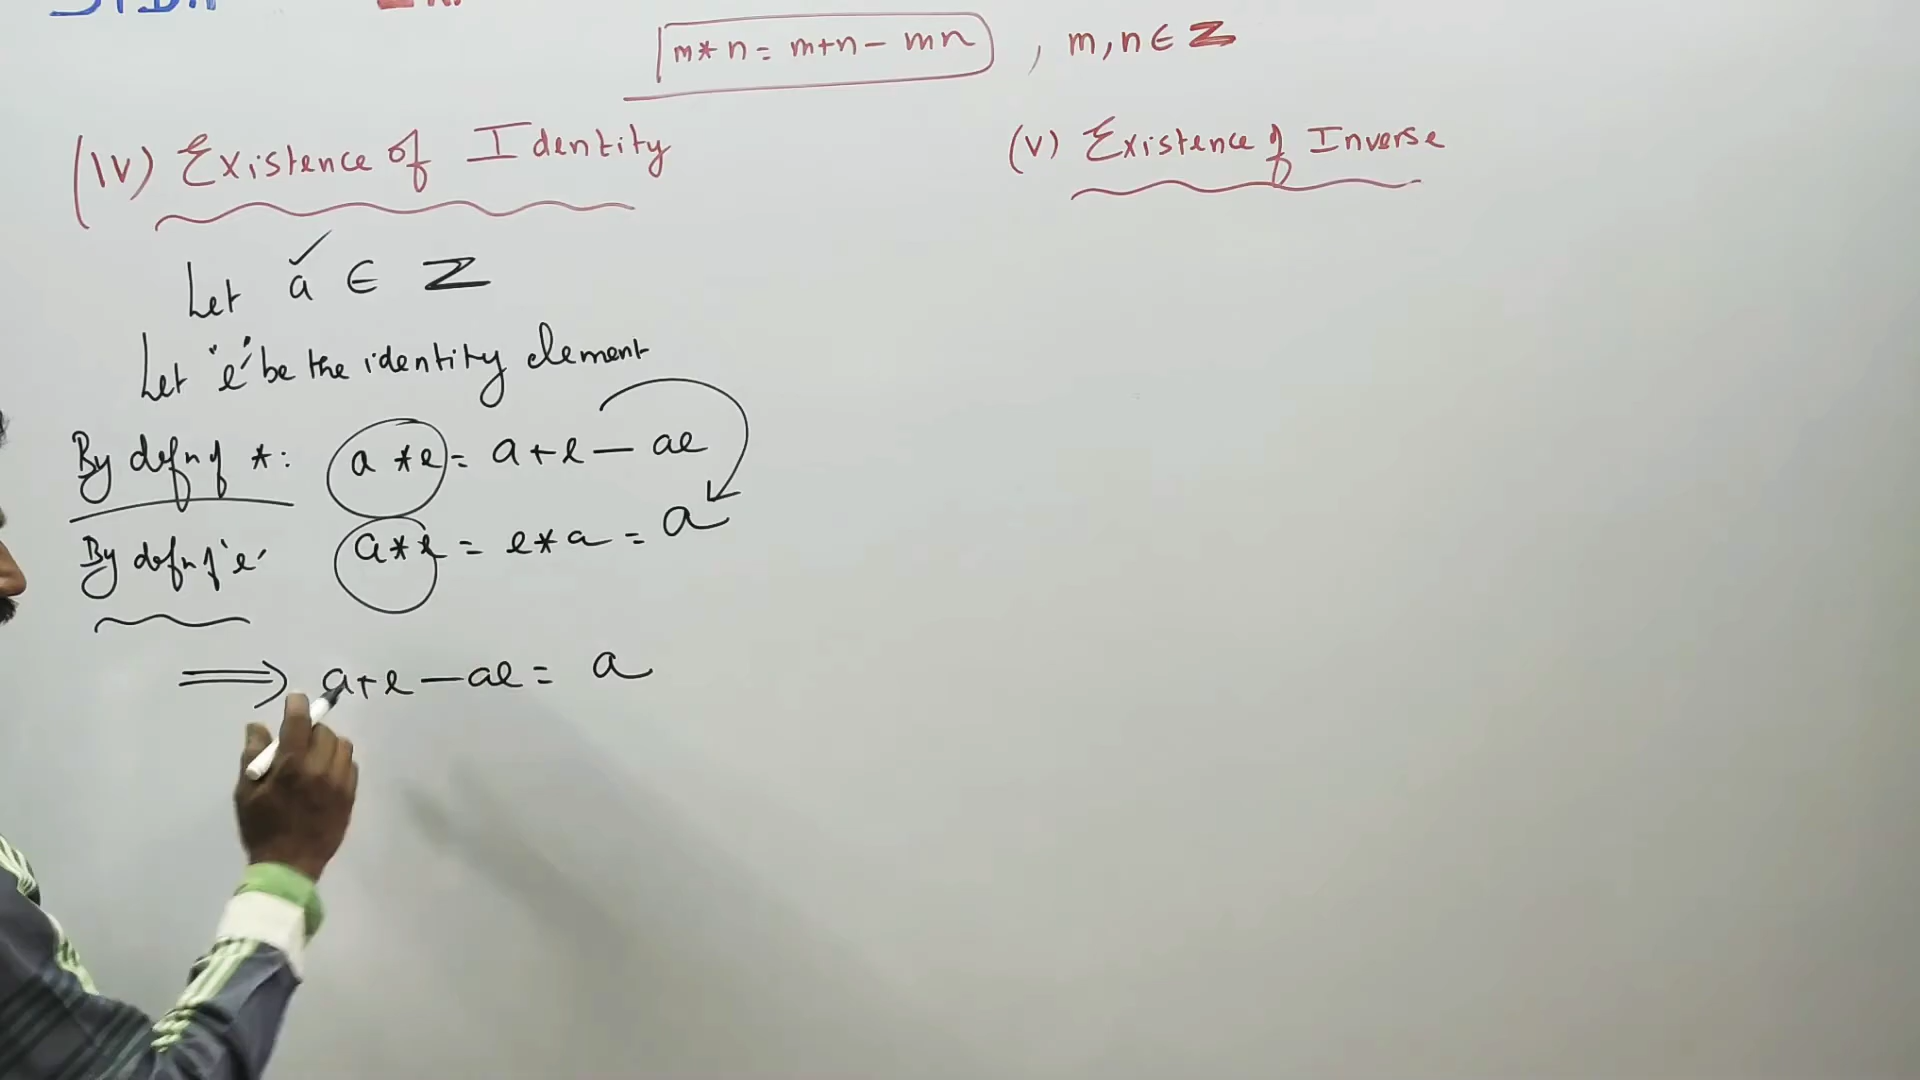 m * n = m+n - mn , m, n ∈ Z
(IV) Existence of Identity
Let a ∈ Z
Let 'e' be the identity element
By defn of *: a * e = a + e - ae
By defn of 'e' a * e = e * a = a
⟹ a+e - ae = a
(V) Existence of Inverse